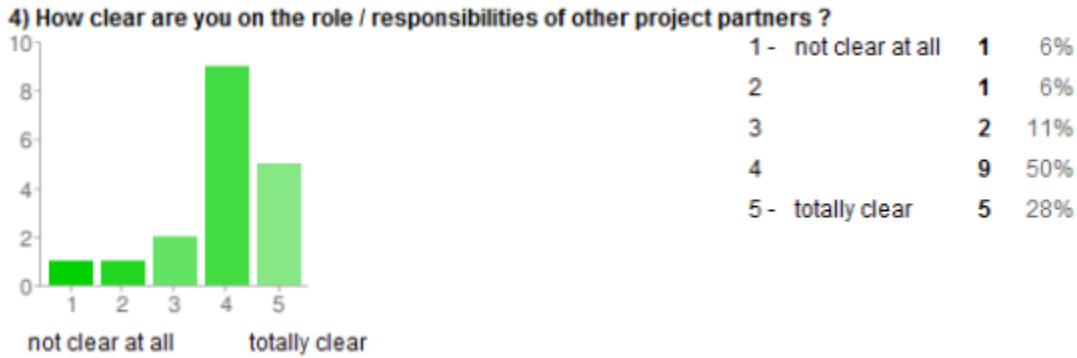 4) How clear are you on the role / responsibilities of other project partners ?
10
8
6
4
2
0
1 2 3 4 5
not clear at all totally clear
1 - not clear at all 1 6%
2 1 6%
3 2 11%
4 9 50%
5 - totally clear 5 28%